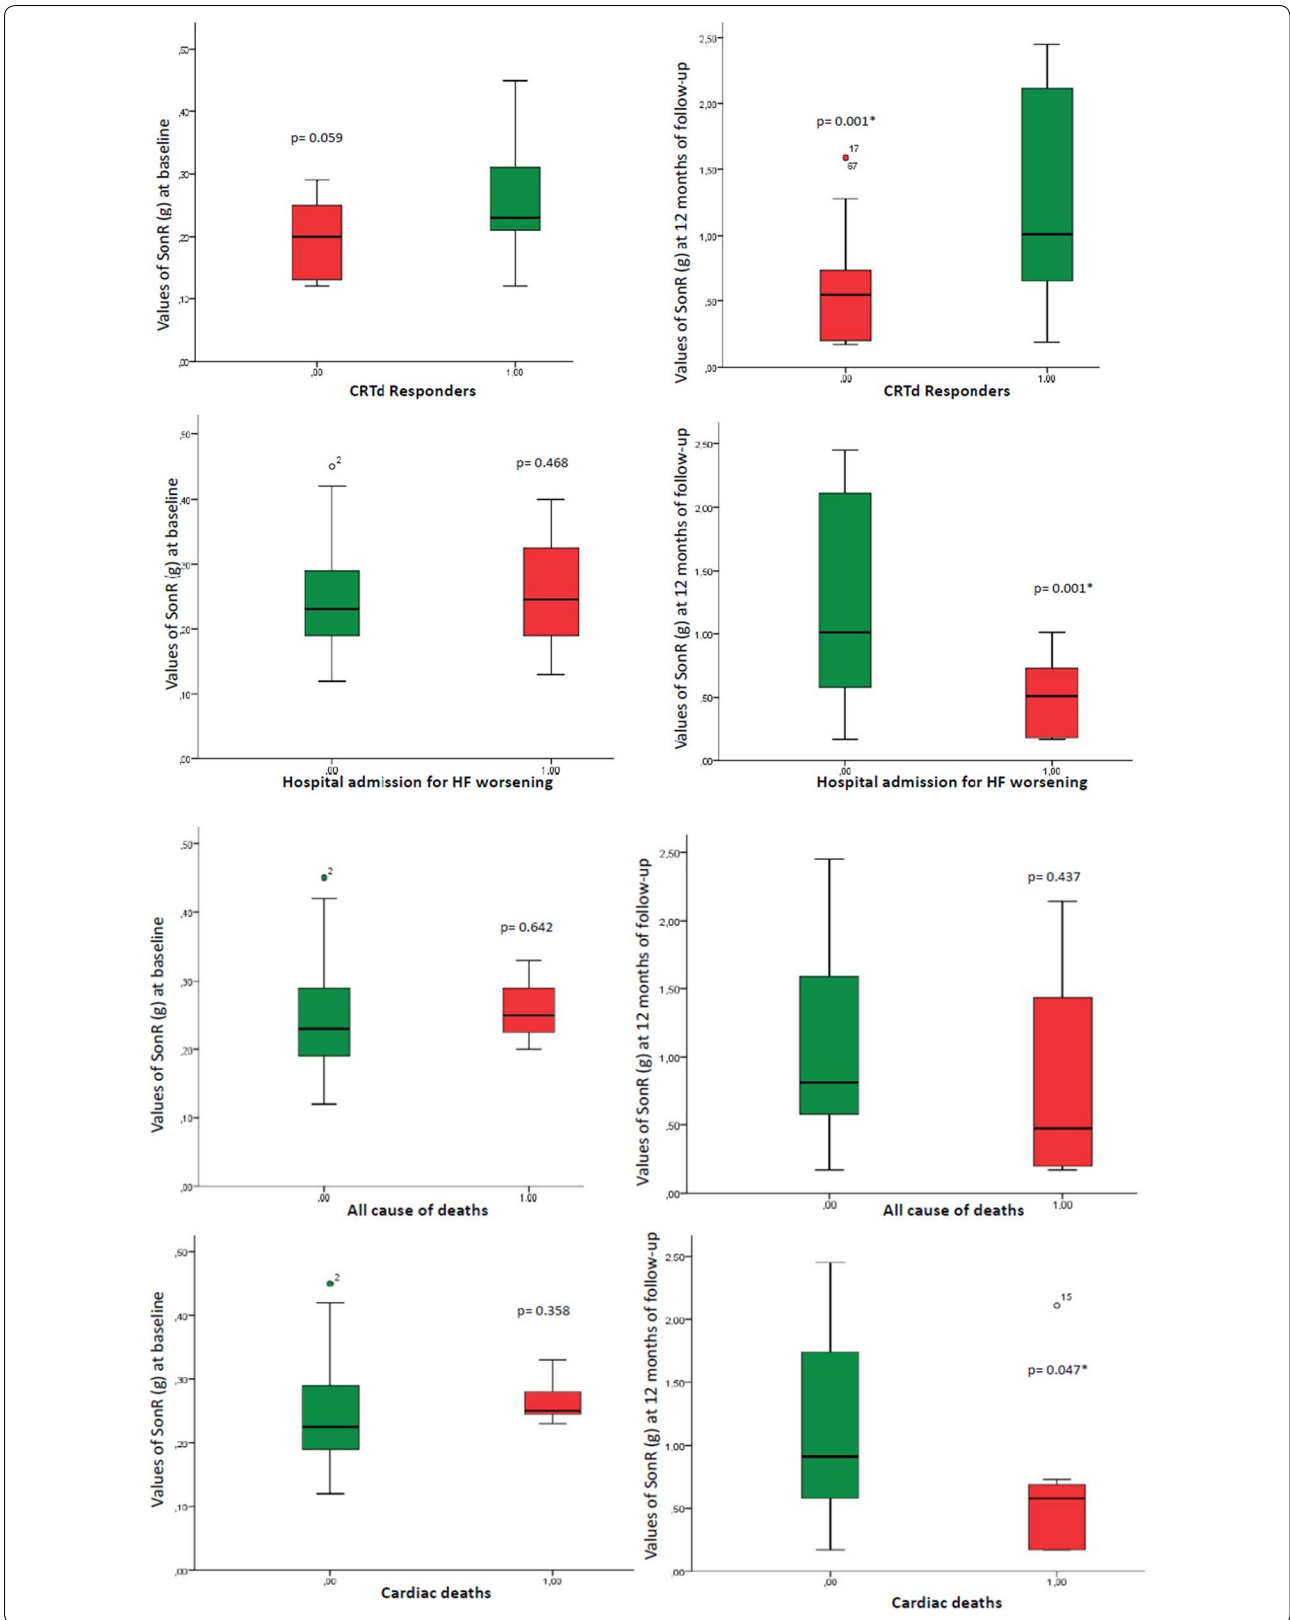 Values of SonR (g) at baseline
,50
,40
,30
,20
,10
,00
p= 0.059
,00
1,00
CRTd Responders
Values of SonR (g) at 12 months of follow-up
2,50
2,00
1,50
1,00
,50
,00
p= 0.001*
17
67
,00
1,00
CRTd Responders
Values of SonR (g) at baseline
,50
,40
,30
,20
,10
,00
2
p= 0.468
,00
1,00
Hospital admission for HF worsening
Values of SonR (g) at 12 months of follow-up
2,50
2,00
1,50
1,00
,50
,00
p= 0.001*
,00
1,00
Hospital admission for HF worsening
Values of SonR (g) at baseline
,50
,40
,30
,20
,10
,00
2
p= 0.642
,00
1,00
All cause of deaths
Values of SonR (g) at 12 months of follow-up
2,50
2,00
1,50
1,00
,50
,00
p= 0.437
,00
1,00
All cause of deaths
Values of SonR (g) at baseline
,50
,40
,30
,20
,10
,00
2
p= 0.358
,00
1,00
Cardiac deaths
Values of SonR (g) at 12 months of follow-up
2,50
2,00
1,50
1,00
,50
,00
15
p= 0.047*
,00
1,00
Cardiac deaths